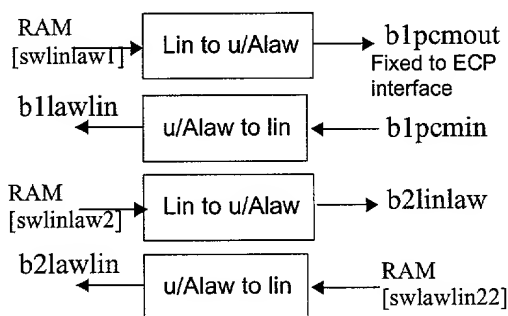 RAM
[swlinlaw1]
Lin to u/Alaw
b1pcmout
Fixed to ECP
interface
b1lawlin
u/Alaw to lin
b1pcmin
RAM
[swlinlaw2]
Lin to u/Alaw
b2linlaw
b2lawlin
u/Alaw to lin
RAM
[swlawlin22]